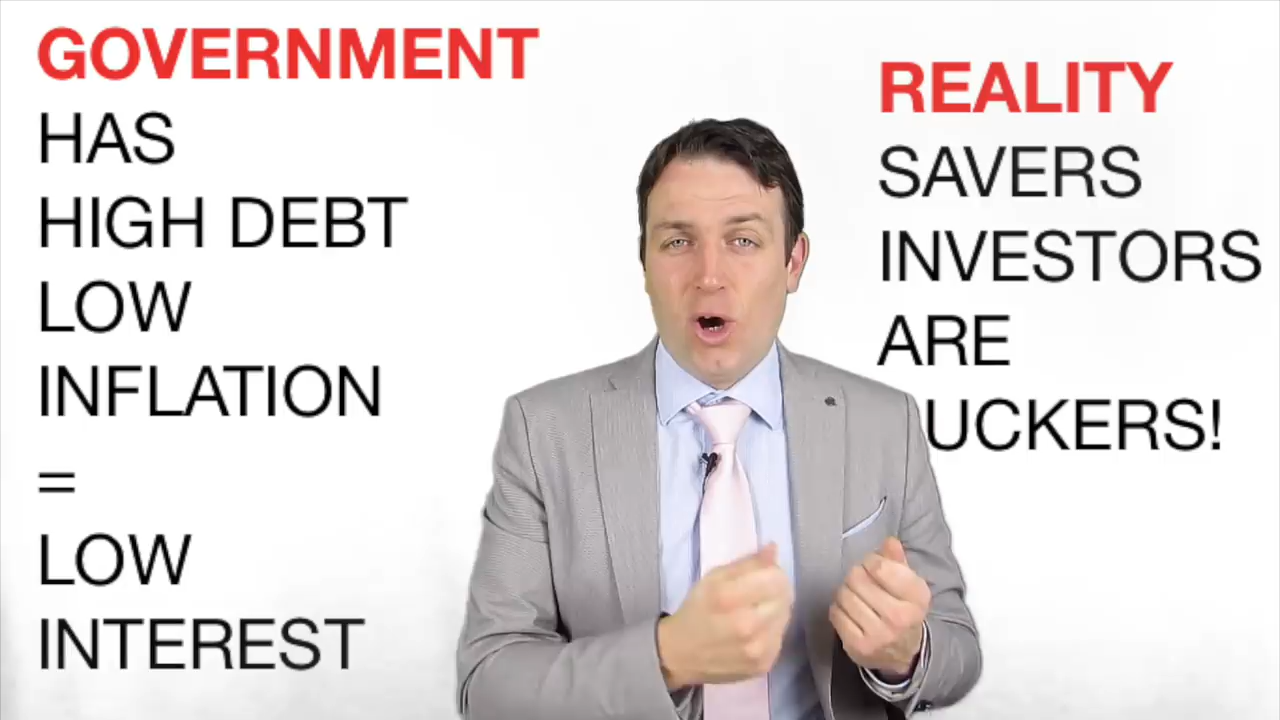 GOVERNMENT
HAS
HIGH DEBT
LOW
INFLATION
=
LOW
INTEREST
REALITY
SAVERS
INVESTORS
ARE
UCKERS!